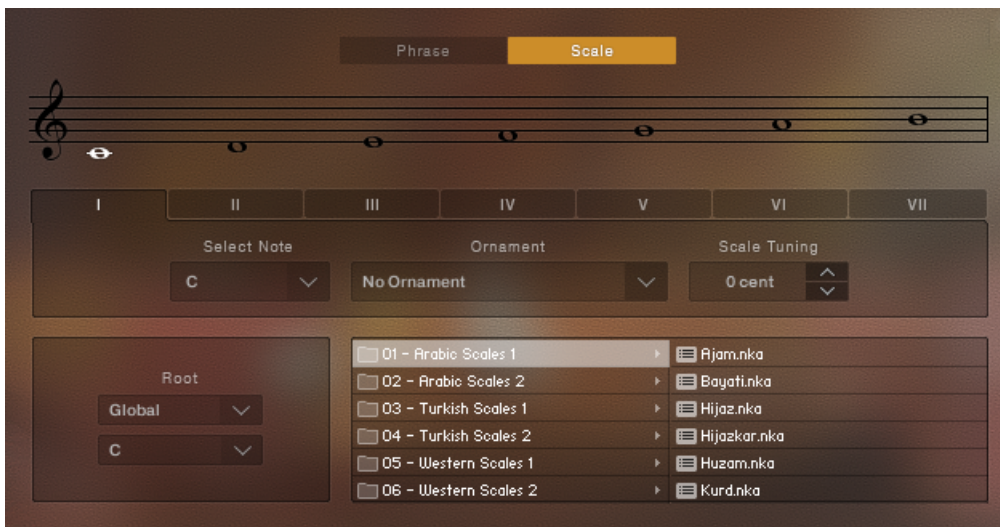 Phrase Scale
I II III IV V VI VII
Select Note Ornament Scale Tuning
C No Ornament 0 cent
Root
Global
C
01 - Arabic Scales 1 Ajam.nka
02 - Arabic Scales 2 Bayati.nka
03 - Turkish Scales 1 Hijaz.nka
04 - Turkish Scales 2 Hijazkar.nka
05 - Western Scales 1 Huzam.nka
06 - Western Scales 2 Kurd.nka